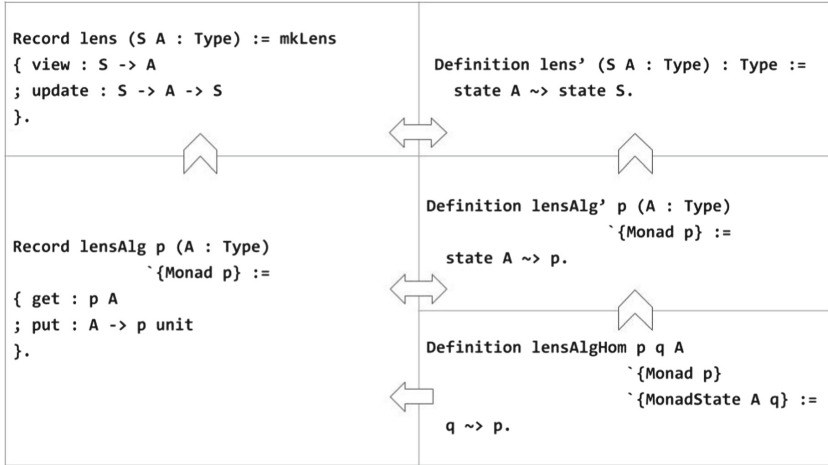 Record lens (S A : Type) := mkLens
{ view : S -> A
; update : S -> A -> S
}.
Definition lens’ (S A : Type) : Type :=
state A ~> state S.
Record lensAlg p (A : Type)
`{Monad p} :=
{ get : p A
; put : A -> p unit
}.
Definition lensAlg’ p (A : Type)
`{Monad p} :=
state A ~> p.
Definition lensAlgHom p q A
`{Monad p}
`{MonadState A q} :=
q ~> p.